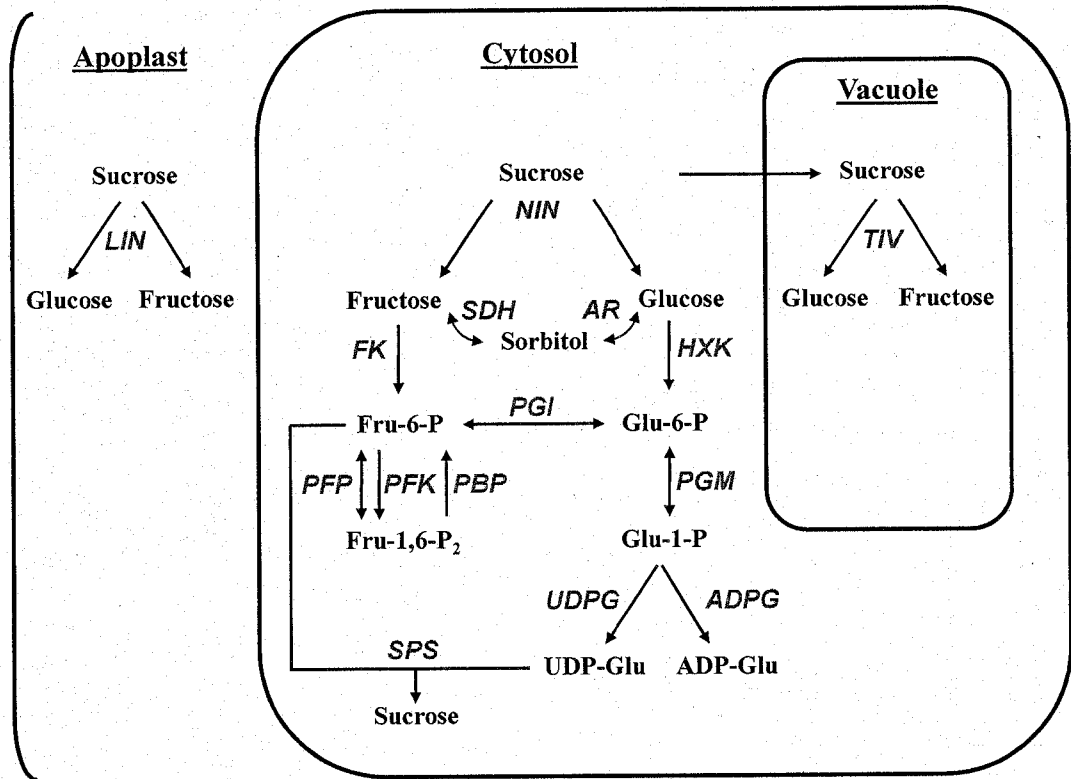 Apoplast
Cytosol
Vacuole
Sucrose
LIN
Glucose Fructose
Sucrose
NIN
Fructose
SDH
AR
Glucose
Sorbitol
FK
HXK
Fru-6-P
PGI
Glu-6-P
PFP
PFK
PBP
PGM
Fru-1,6-P₂
Glu-1-P
UDPG
ADPG
SPS
UDP-Glu
ADP-Glu
Sucrose
Sucrose
TIV
Glucose Fructose